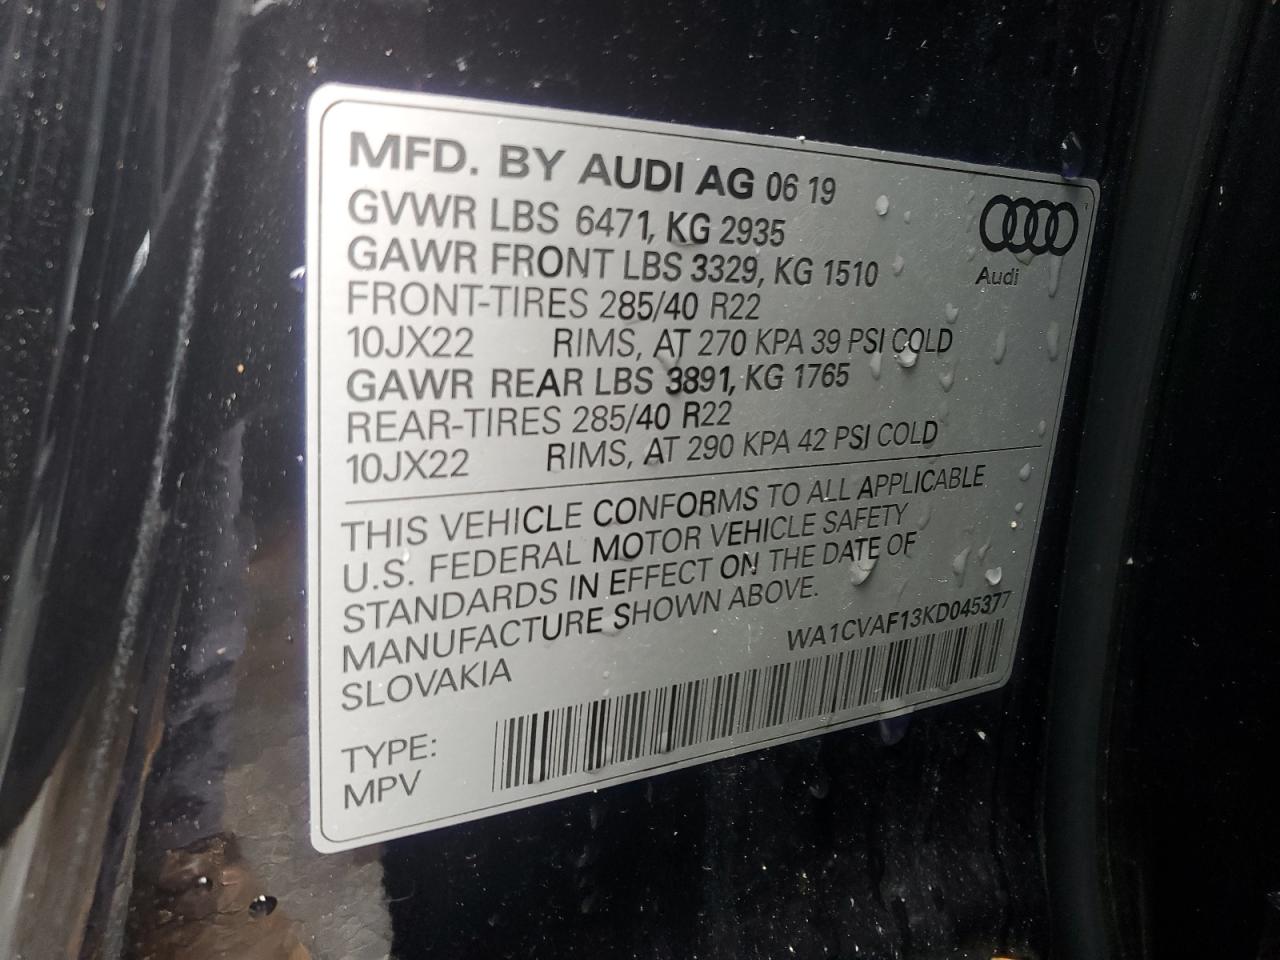 MFD. BY AUDI AG 06 19
GVWR LBS 6471, KG 2935
GAWR FRONT LBS 3329, KG 1510
FRONT-TIRES 285/40 R22
10JX22 RIMS, AT 270 KPA 39 PSI COLD
GAWR REAR LBS 3891, KG 1765
REAR-TIRES 285/40 R22
10JX22 RIMS, AT 290 KPA 42 PSI COLD
Audi
THIS VEHICLE CONFORMS TO ALL APPLICABLE
U.S. FEDERAL MOTOR VEHICLE SAFETY
STANDARDS IN EFFECT ON THE DATE OF
MANUFACTURE SHOWN ABOVE.
SLOVAKIA
WA1CVAF13KD045377
TYPE:
MPV